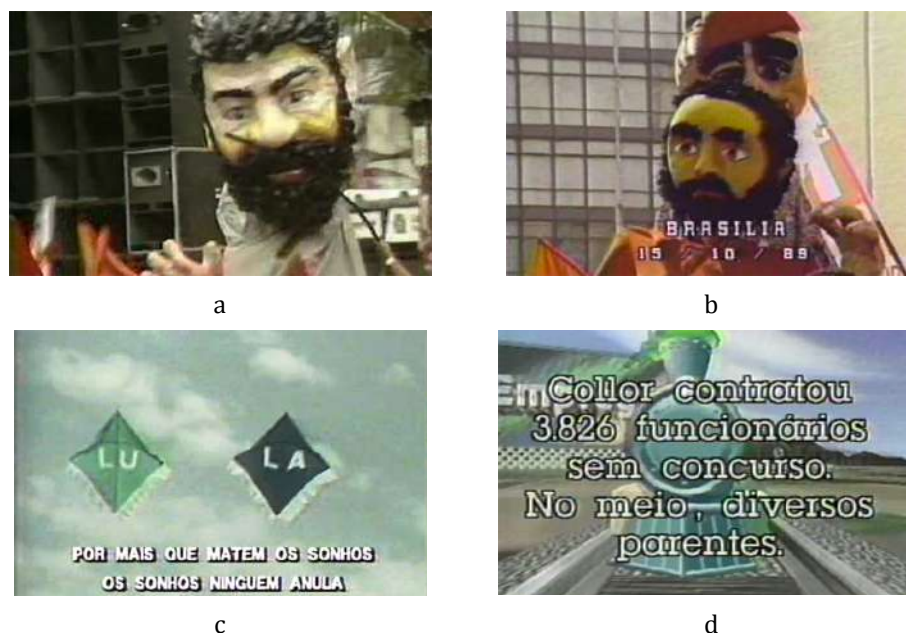 a
BRASILIA
15 / 10 / 89
b
LU LA
POR MAIS QUE MATEM OS SONHOS
OS SONHOS NINGUEM ANULA
c
Collor contratou
3.826 funcionários
sem concurso.
No meio, diversos
parentes.
d